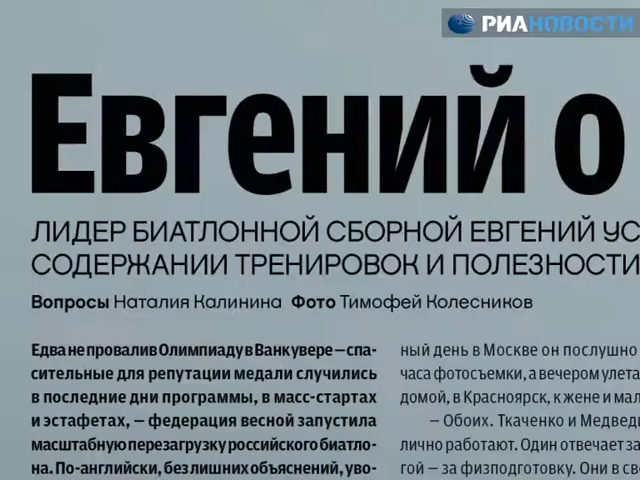 РИАНОВОСТИ
Евгений о
ЛИДЕР БИАТЛОННОЙ СБОРНОЙ ЕВГЕНИЙ УС
СОДЕРЖАНИИ ТРЕНИРОВОК И ПОЛЕЗНОСТИ
Вопросы Наталия Калинина Фото Тимофей Колесников
Едва не провалив Олимпиаду в Ванкувере – спа-
сительные для репутации медали случились
в последние дни программы, в масс-стартах
и эстафетах, – федерация весной запустила
масштабную перезагрузку российского биатло-
на. По-английски, без лишних объяснений, уво-
ный день в Москве он послушно
часа фотосъемки, а вечером улета
домой, в Красноярск, к жене и мал
– Обоих. Ткаченко и Медведи
лично работают. Один отвечает за
гой – за физподготовку. Они в сво